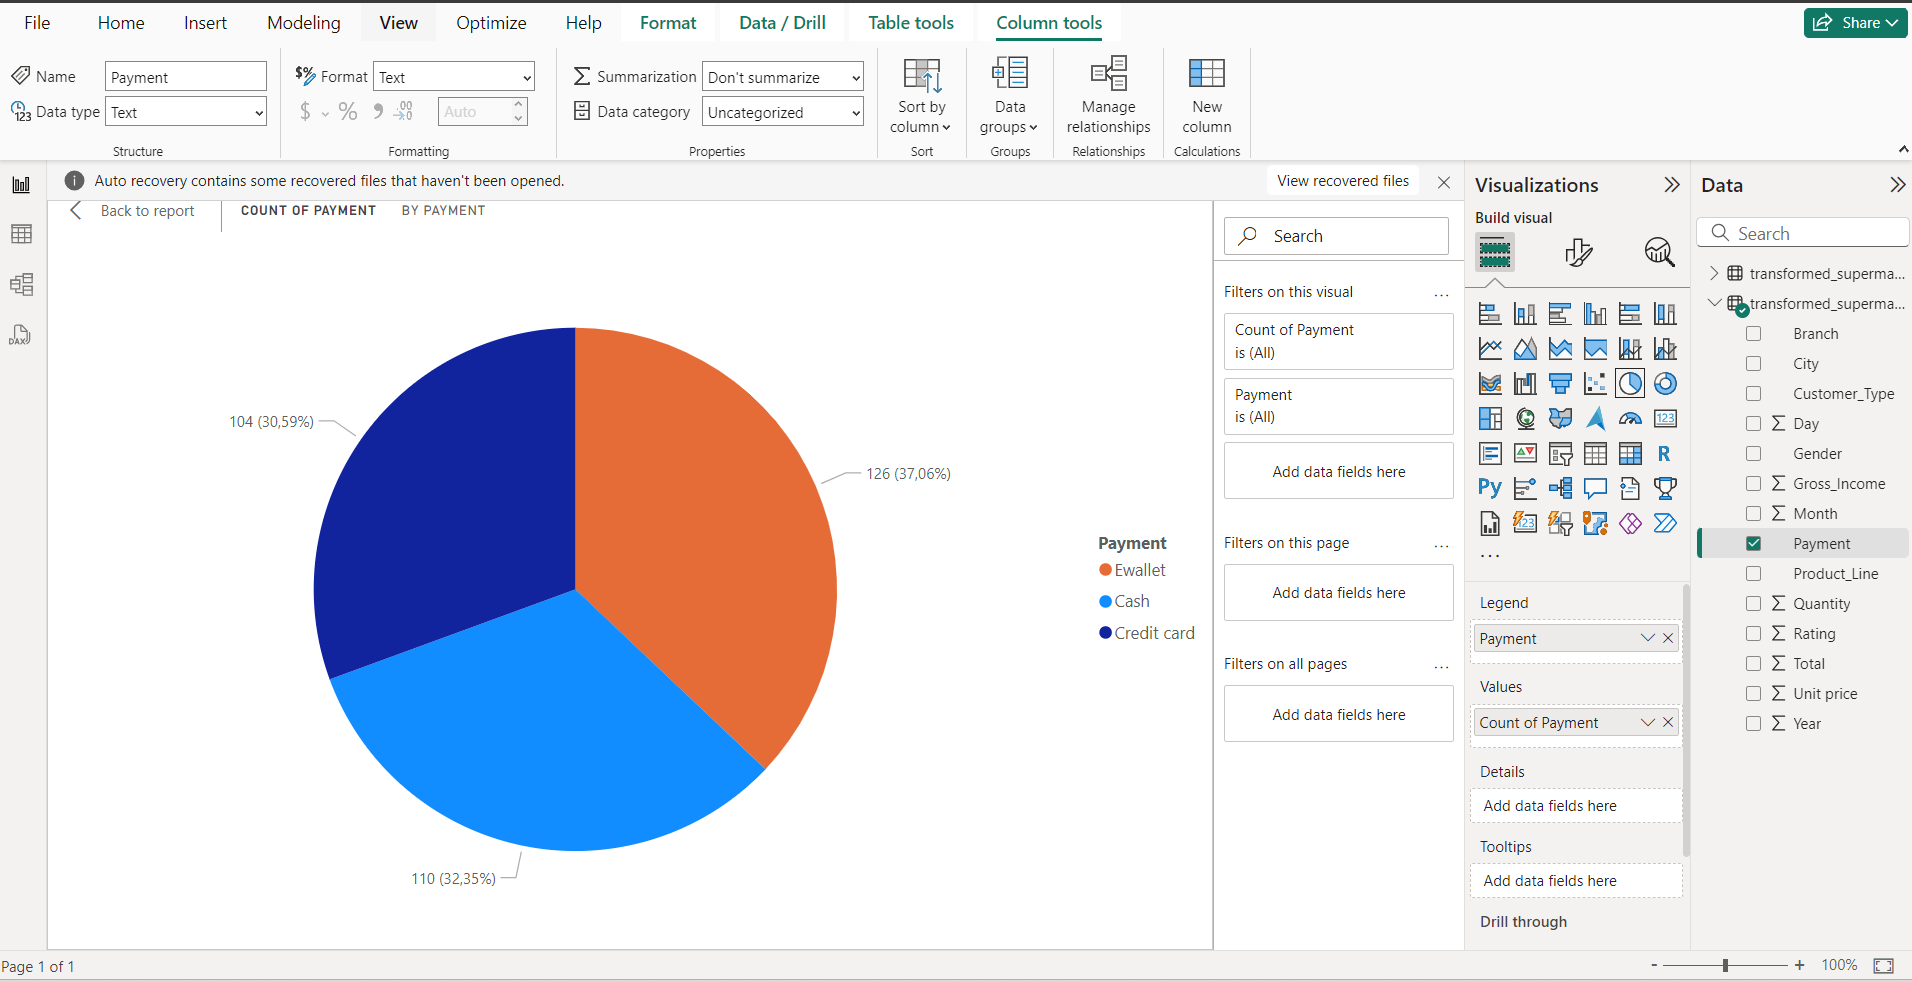 File Home Insert Modeling View Optimize Help Format Data / Drill Table tools Column tools Share
Name Payment
Data type Text
Structure
$% Format Text
$ % 9 .00
Auto
Formatting
Summarization Don't summarize
Data category Uncategorized
Properties
Sort by
column
Sort
Data
groups
Groups
Manage
relationships
Relationships
New
column
Calculations
Auto recovery contains some recovered files that haven't been opened. View recovered files
Back to report COUNT OF PAYMENT BY PAYMENT
104 (30,59%)
126 (37,06%)
110 (32,35%)
Payment
Ewallet
Cash
Credit card
Search
Filters on this visual ...
Count of Payment
is (All)
Payment
is (All)
Add data fields here
Filters on this page ...
Add data fields here
Filters on all pages ...
Add data fields here
Visualizations
Build visual
123
R
Py
123
...
Legend
Payment
Values
Count of Payment
Details
Add data fields here
Tooltips
Add data fields here
Drill through
Data
Search
transformed_superma...
transformed_superma...
Branch
City
Customer_Type
Σ Day
Gender
Σ Gross_Income
Σ Month
Payment
Product_Line
Σ Quantity
Σ Rating
Σ Total
Σ Unit price
Σ Year
DAX
Page 1 of 1
- + 100%